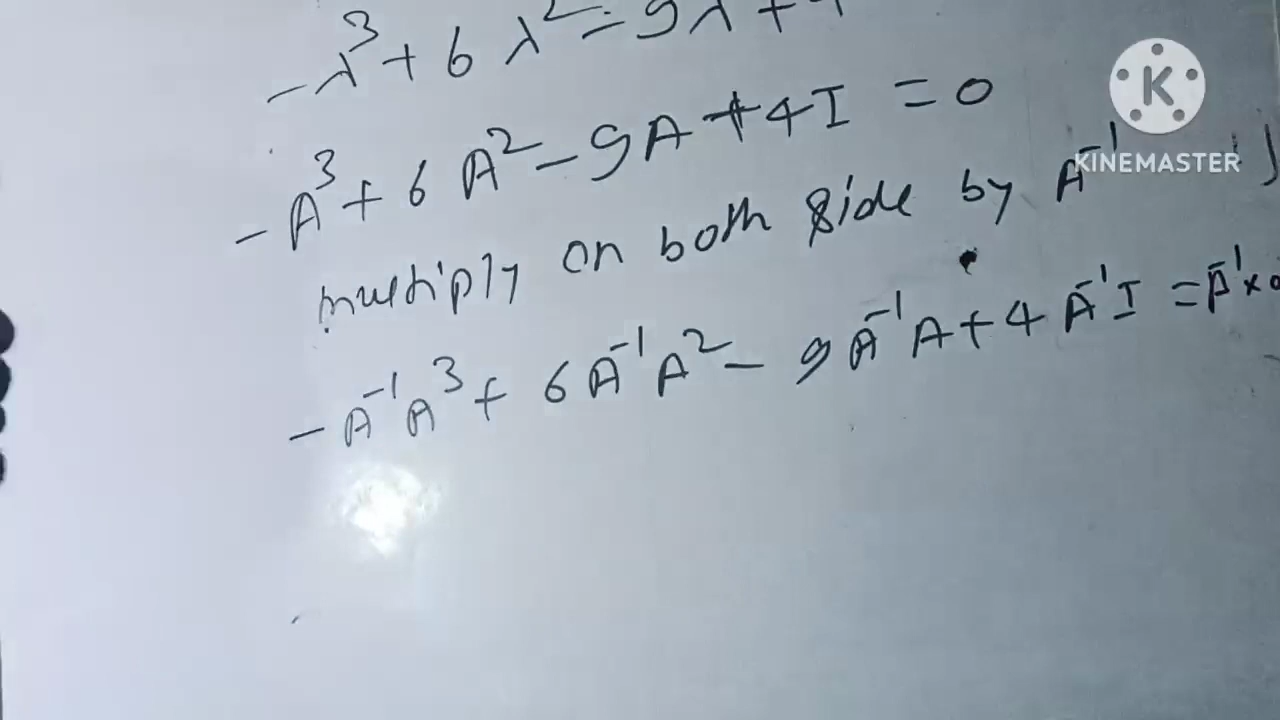 -λ³ + 6λ² - 9λ +
-A³ + 6A² - 9A + 4I = 0
KINEMASTER
multiply on both side by A⁻¹
-A⁻¹A³ + 6A⁻¹A² - 9A⁻¹A + 4A⁻¹I = A⁻¹×0